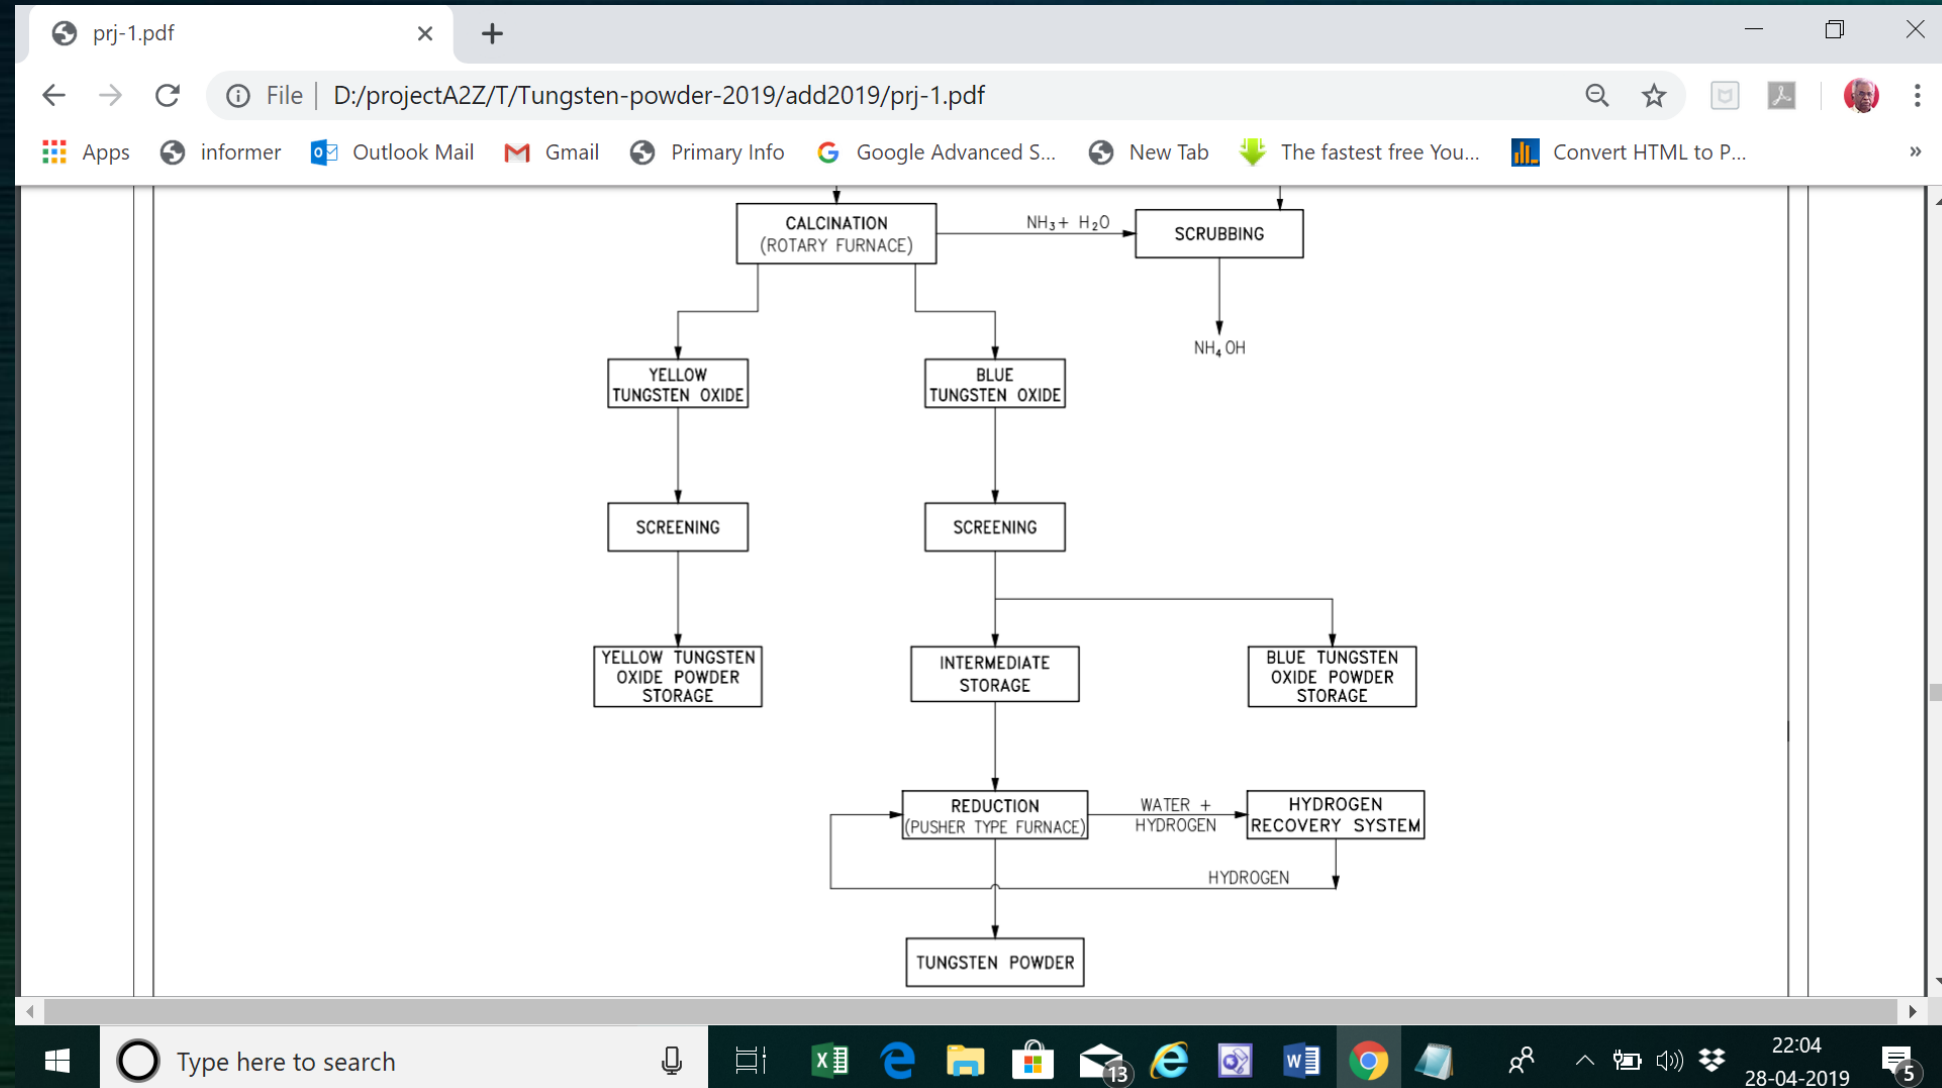 prj-1.pdf
File
D:/projectA2Z/T/Tungsten-powder-2019/add2019/prj-1.pdf
Apps
informer
Outlook Mail
Gmail
Primary Info
Google Advanced S...
New Tab
The fastest free You...
Convert HTML to P...
»
CALCINATION
(ROTARY FURNACE)
NH3+ H2O
SCRUBBING
NH4 OH
YELLOW
TUNGSTEN OXIDE
BLUE
TUNGSTEN OXIDE
SCREENING
SCREENING
YELLOW TUNGSTEN
OXIDE POWDER
STORAGE
INTERMEDIATE
STORAGE
BLUE TUNGSTEN
OXIDE POWDER
STORAGE
REDUCTION
(PUSHER TYPE FURNACE)
WATER +
HYDROGEN
HYDROGEN
RECOVERY SYSTEM
HYDROGEN
TUNGSTEN POWDER
Type here to search
13
22:04
28-04-2019
5